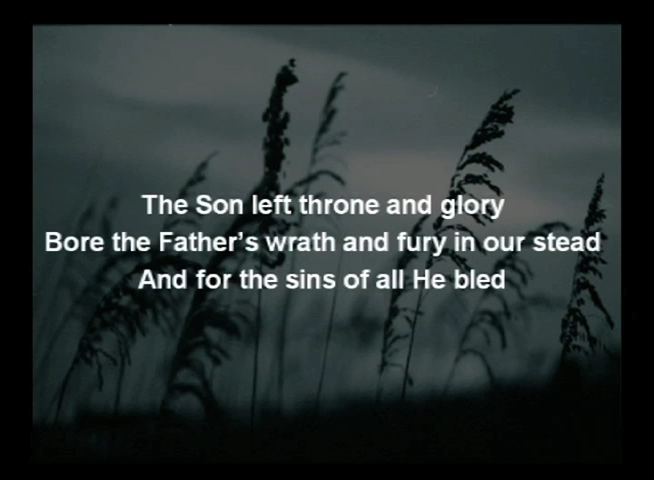 The Son left throne and glory
Bore the Father’s wrath and fury in our stead
And for the sins of all He bled